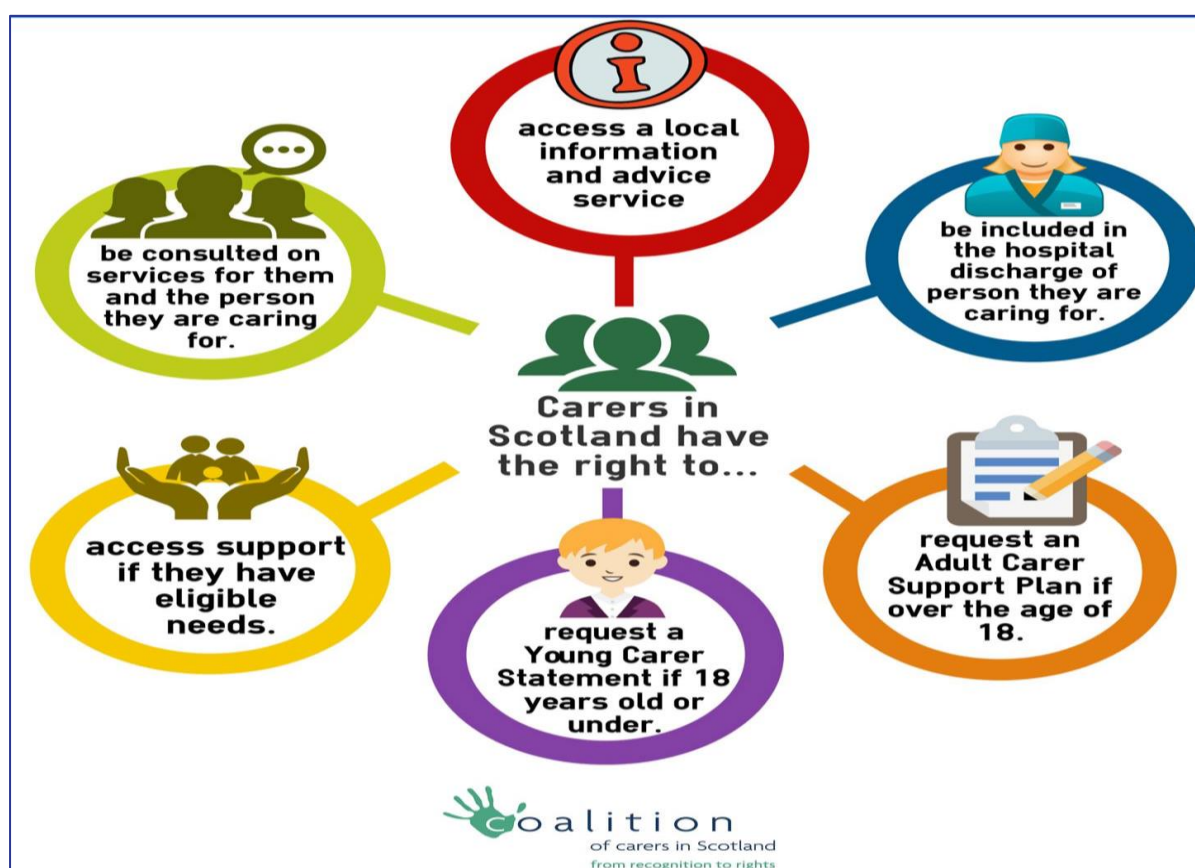 access a local
information
and advice
service
be consulted on
services for them
and the person
they are caring
for.
be included in
the hospital
discharge of
person they are
caring for.
Carers in
Scotland have
the right to...
access support
if they have
eligible
needs.
request a
Young Carer
Statement if 18
years old or
under.
request an
Adult Carer
Support Plan if
over the age of
18.
coalition
of carers in Scotland
from recognition to rights